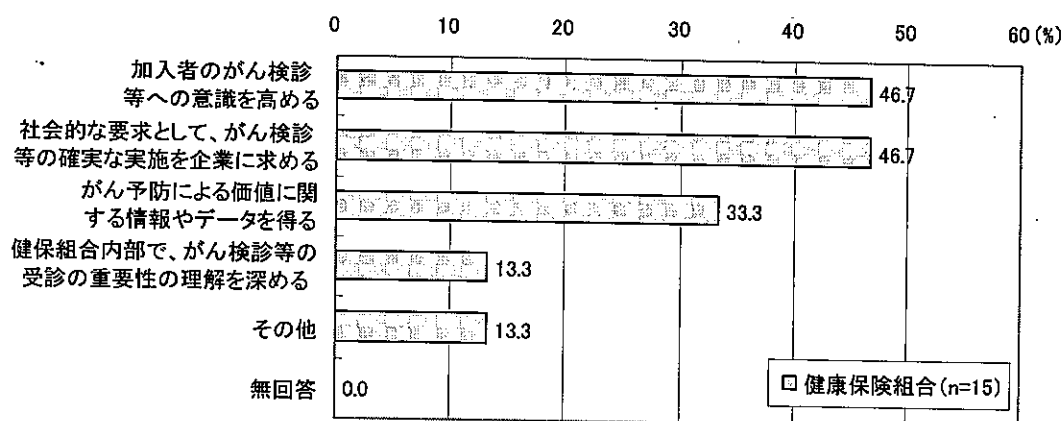 0 10 20 30 40 50 60 (%)
加入者のがん検診
等への意識を高める
46.7
社会的な要求として、がん検診
等の確実な実施を企業に求める
46.7
がん予防による価値に関
する情報やデータを得る
33.3
健保組合内部で、がん検診等の
受診の重要性の理解を深める
13.3
その他
13.3
無回答
0.0
健康保険組合(n=15)